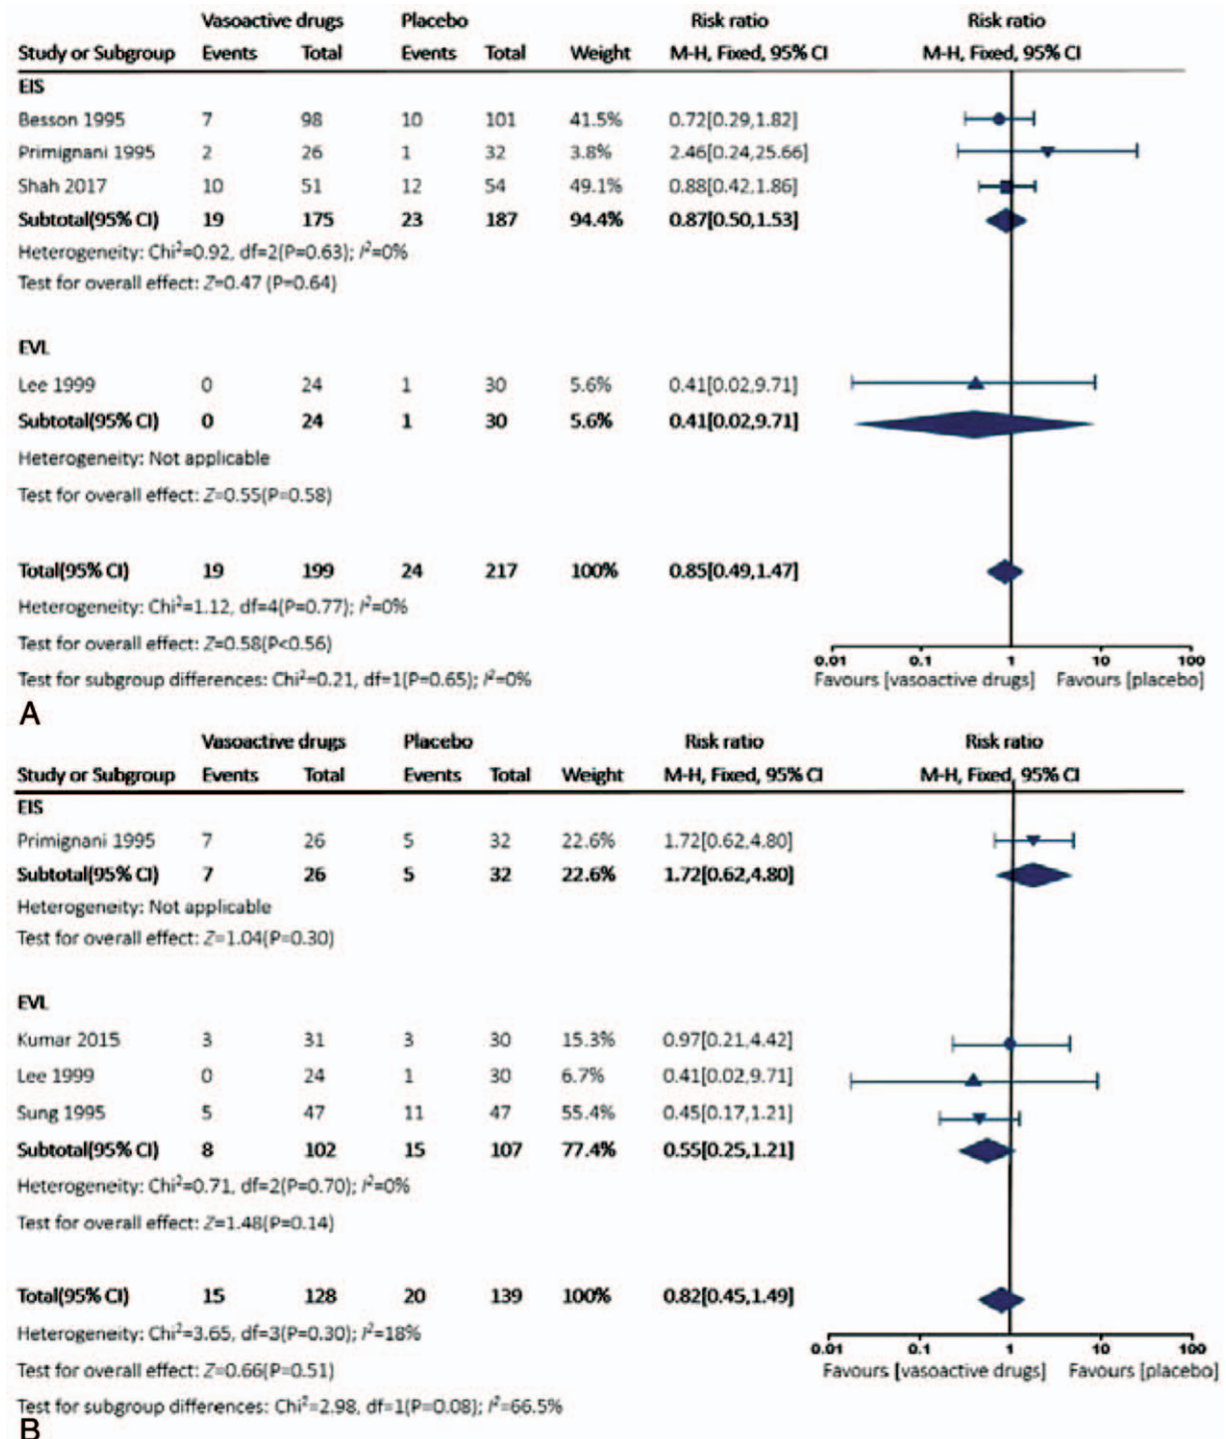 Vasoactive drugs Placebo Risk ratio Risk ratio
Study or Subgroup Events Total Events Total Weight M-H, Fixed, 95% CI M-H, Fixed, 95% CI
EIS
Besson 1995 7 98 10 101 41.5% 0.72[0.29,1.82]
Primignani 1995 2 26 1 32 3.8% 2.46[0.24,25.66]
Shah 2017 10 51 12 54 49.1% 0.88[0.42,1.86]
Subtotal(95% CI) 19 175 23 187 94.4% 0.87[0.50,1.53]
Heterogeneity: Chi²=0.92, df=2(P=0.63); I²=0%
Test for overall effect: Z=0.47 (P=0.64)
EVL
Lee 1999 0 24 1 30 5.6% 0.41[0.02,9.71]
Subtotal(95% CI) 0 24 1 30 5.6% 0.41[0.02,9.71]
Heterogeneity: Not applicable
Test for overall effect: Z=0.55(P=0.58)
Total(95% CI) 19 199 24 217 100% 0.85[0.49,1.47]
Heterogeneity: Chi²=1.12, df=4(P=0.77); I²=0%
Test for overall effect: Z=0.58(P<0.56)
Test for subgroup differences: Chi²=0.21, df=1(P=0.65); I²=0%
0.01 0.1 1 10 100
Favours [vasoactive drugs] Favours [placebo]
A
Vasoactive drugs Placebo Risk ratio Risk ratio
Study or Subgroup Events Total Events Total Weight M-H, Fixed, 95% CI M-H, Fixed, 95% CI
EIS
Primignani 1995 7 26 5 32 22.6% 1.72[0.62,4.80]
Subtotal(95% CI) 7 26 5 32 22.6% 1.72[0.62,4.80]
Heterogeneity: Not applicable
Test for overall effect: Z=1.04(P=0.30)
EVL
Kumar 2015 3 31 3 30 15.3% 0.97[0.21,4.42]
Lee 1999 0 24 1 30 6.7% 0.41[0.02,9.71]
Sung 1995 5 47 11 47 55.4% 0.45[0.17,1.21]
Subtotal(95% CI) 8 102 15 107 77.4% 0.55[0.25,1.21]
Heterogeneity: Chi²=0.71, df=2(P=0.70); I²=0%
Test for overall effect: Z=1.48(P=0.14)
Total(95% CI) 15 128 20 139 100% 0.82[0.45,1.49]
Heterogeneity: Chi²=3.65, df=3(P=0.30); I²=18%
Test for overall effect: Z=0.66(P=0.51)
Test for subgroup differences: Chi²=2.98, df=1(P=0.08); I²=66.5%
0.01 0.1 1 10 100
Favours [vasoactive drugs] Favours [placebo]
B